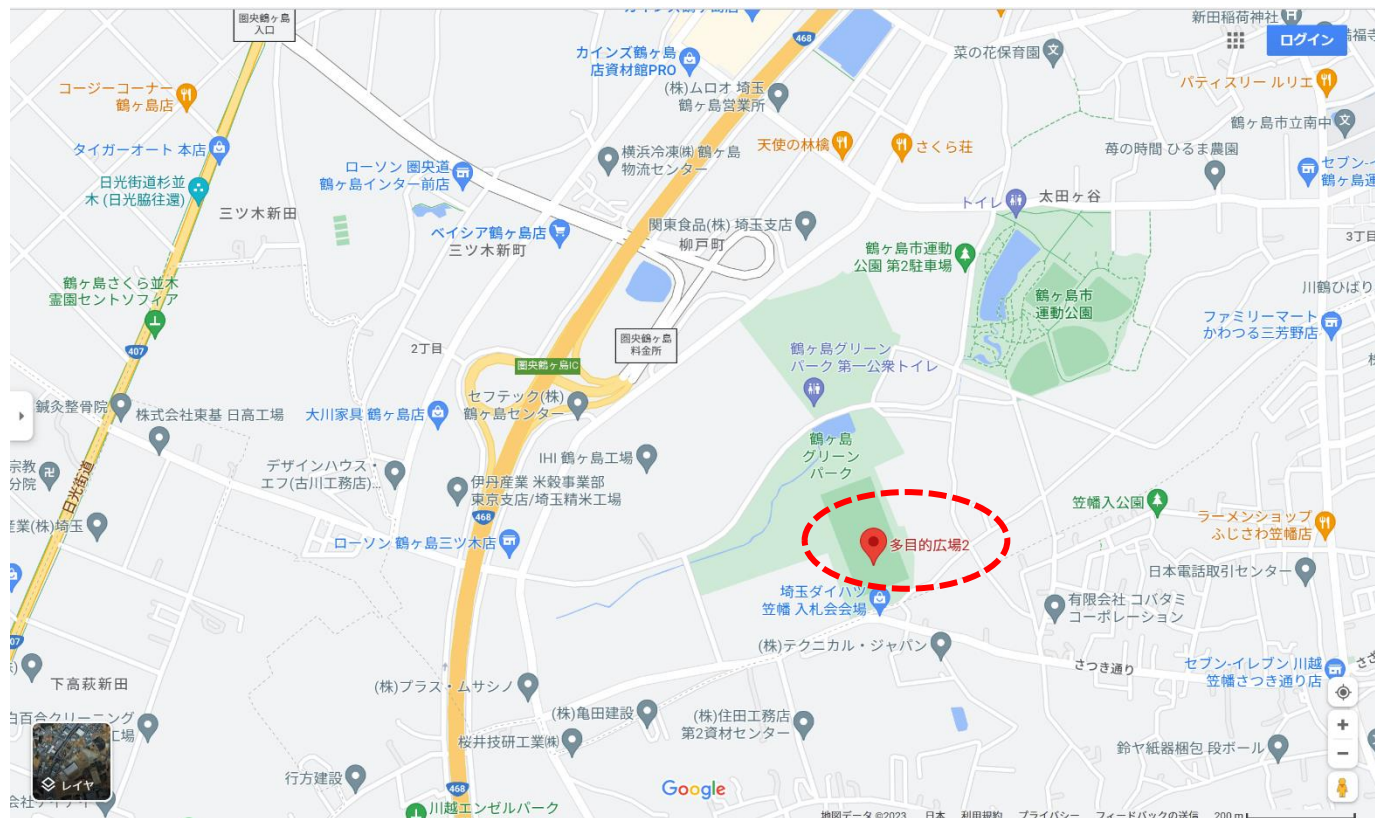 圏央鶴ヶ島
入口
カインズ鶴ヶ島
店資材館PRO
468
新田稲荷神社
ログイン
菜の花保育園
コージーコーナー
鶴ヶ島店
(株)ムロオ 埼玉
鶴ヶ島営業所
パティスリー ルリエ
鶴ヶ島市立南中
タイガーオート 本店
ローソン 圏央道
鶴ヶ島インター前店
横浜冷凍㈱ 鶴ヶ島
物流センター
天使の林檎
さくら荘
苺の時間 ひるま農園
セブン-イ
鶴ヶ島運
日光街道杉並
木 (日光脇往還)
三ツ木新田
ベイシア鶴ヶ島店
三ツ木新町
関東食品(株) 埼玉支店
柳戸町
トイレ
太田ヶ谷
3丁目
鶴ヶ島市運動
公園 第2駐車場
鶴ヶ島さくら並木
霊園セントソフィア
鶴ヶ島市
運動公園
川鶴ひばり
ファミリーマート
かわつる三芳野店
407
2丁目
圏央鶴ヶ島
料金所
圏央鶴ヶ島IC
鶴ヶ島グリーン
パーク 第一公衆トイレ
鍼灸整骨院
株式会社東基 日高工場
大川家具 鶴ヶ島店
セフテック(株)
鶴ヶ島センター
鶴ヶ島
グリーン
パーク
宗教
分院
日光街道
デザインハウス・
エフ(古川工務店)...
IHI 鶴ヶ島工場
伊丹産業 米穀事業部
東京支店/埼玉精米工場
468
笠幡入公園
ラーメンショップ
ふじさわ笠幡店
産業(株)埼玉
ローソン 鶴ヶ島三ツ木店
多目的広場2
日本電話取引センター
埼玉ダイハツ
笠幡 入札会会場
有限会社 コバタミ
コーポレーション
(株)テクニカル・ジャパン
さつき通り
セブン-イレブン 川越
笠幡さつき通り店
下高萩新田
(株)プラス・ムサシノ
(株)亀田建設
(株)住田工務店
第2資材センター
白百合クリーニング
工場
桜井技研工業㈱
鈴ヤ紙器梱包 段ボール
レイヤ
行方建設
468
Google
川越エンゼルパーク
地図データ ©2023 日本 利用規約 プライバシー フィードバックの送信 200 m